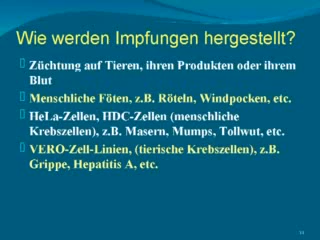 Wie werden Impfungen hergestellt?
Züchtung auf Tieren, ihren Produkten oder ihrem
Blut
Menschliche Föten, z.B. Röteln, Windpocken, etc.
HeLa-Zellen, HDC-Zellen (menschliche
Krebszellen), z.B. Masern, Mumps, Tollwut, etc.
VERO-Zell-Linien, (tierische Krebszellen), z.B.
Grippe, Hepatitis A, etc.